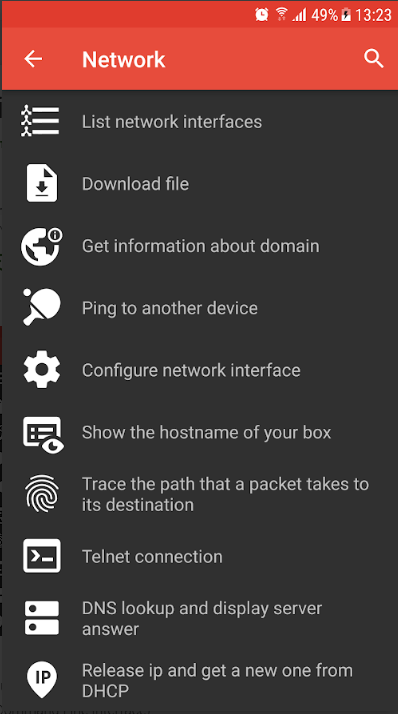 49% 13:23
Network
List network interfaces
Download file
Get information about domain
Ping to another device
Configure network interface
Show the hostname of your box
Trace the path that a packet takes to
its destination
Telnet connection
DNS lookup and display server
answer
IP
Release ip and get a new one from
DHCP